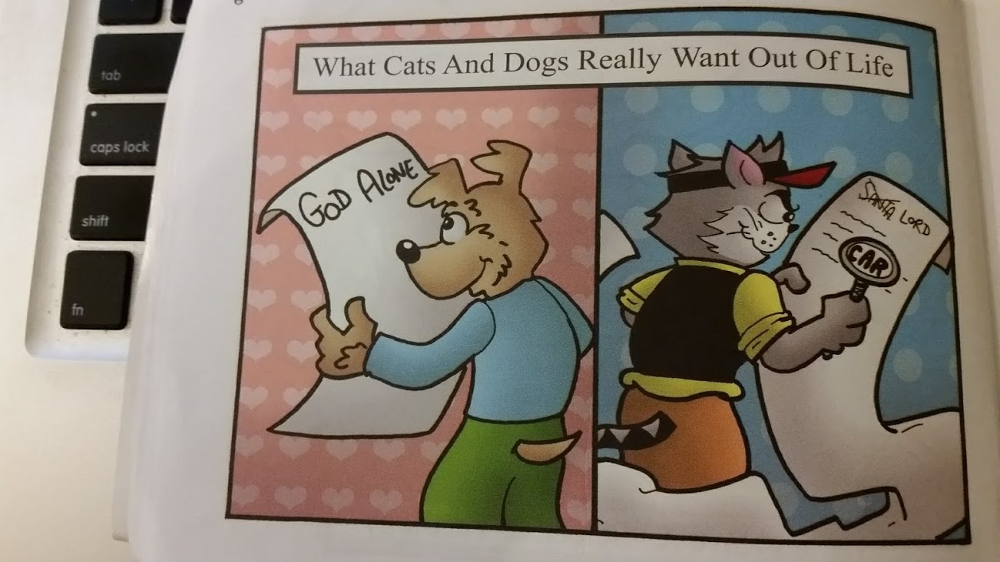 tab
caps lock
shift
fn
What Cats And Dogs Really Want Out Of Life
GOD ALONE
SANTA LORD
CAR